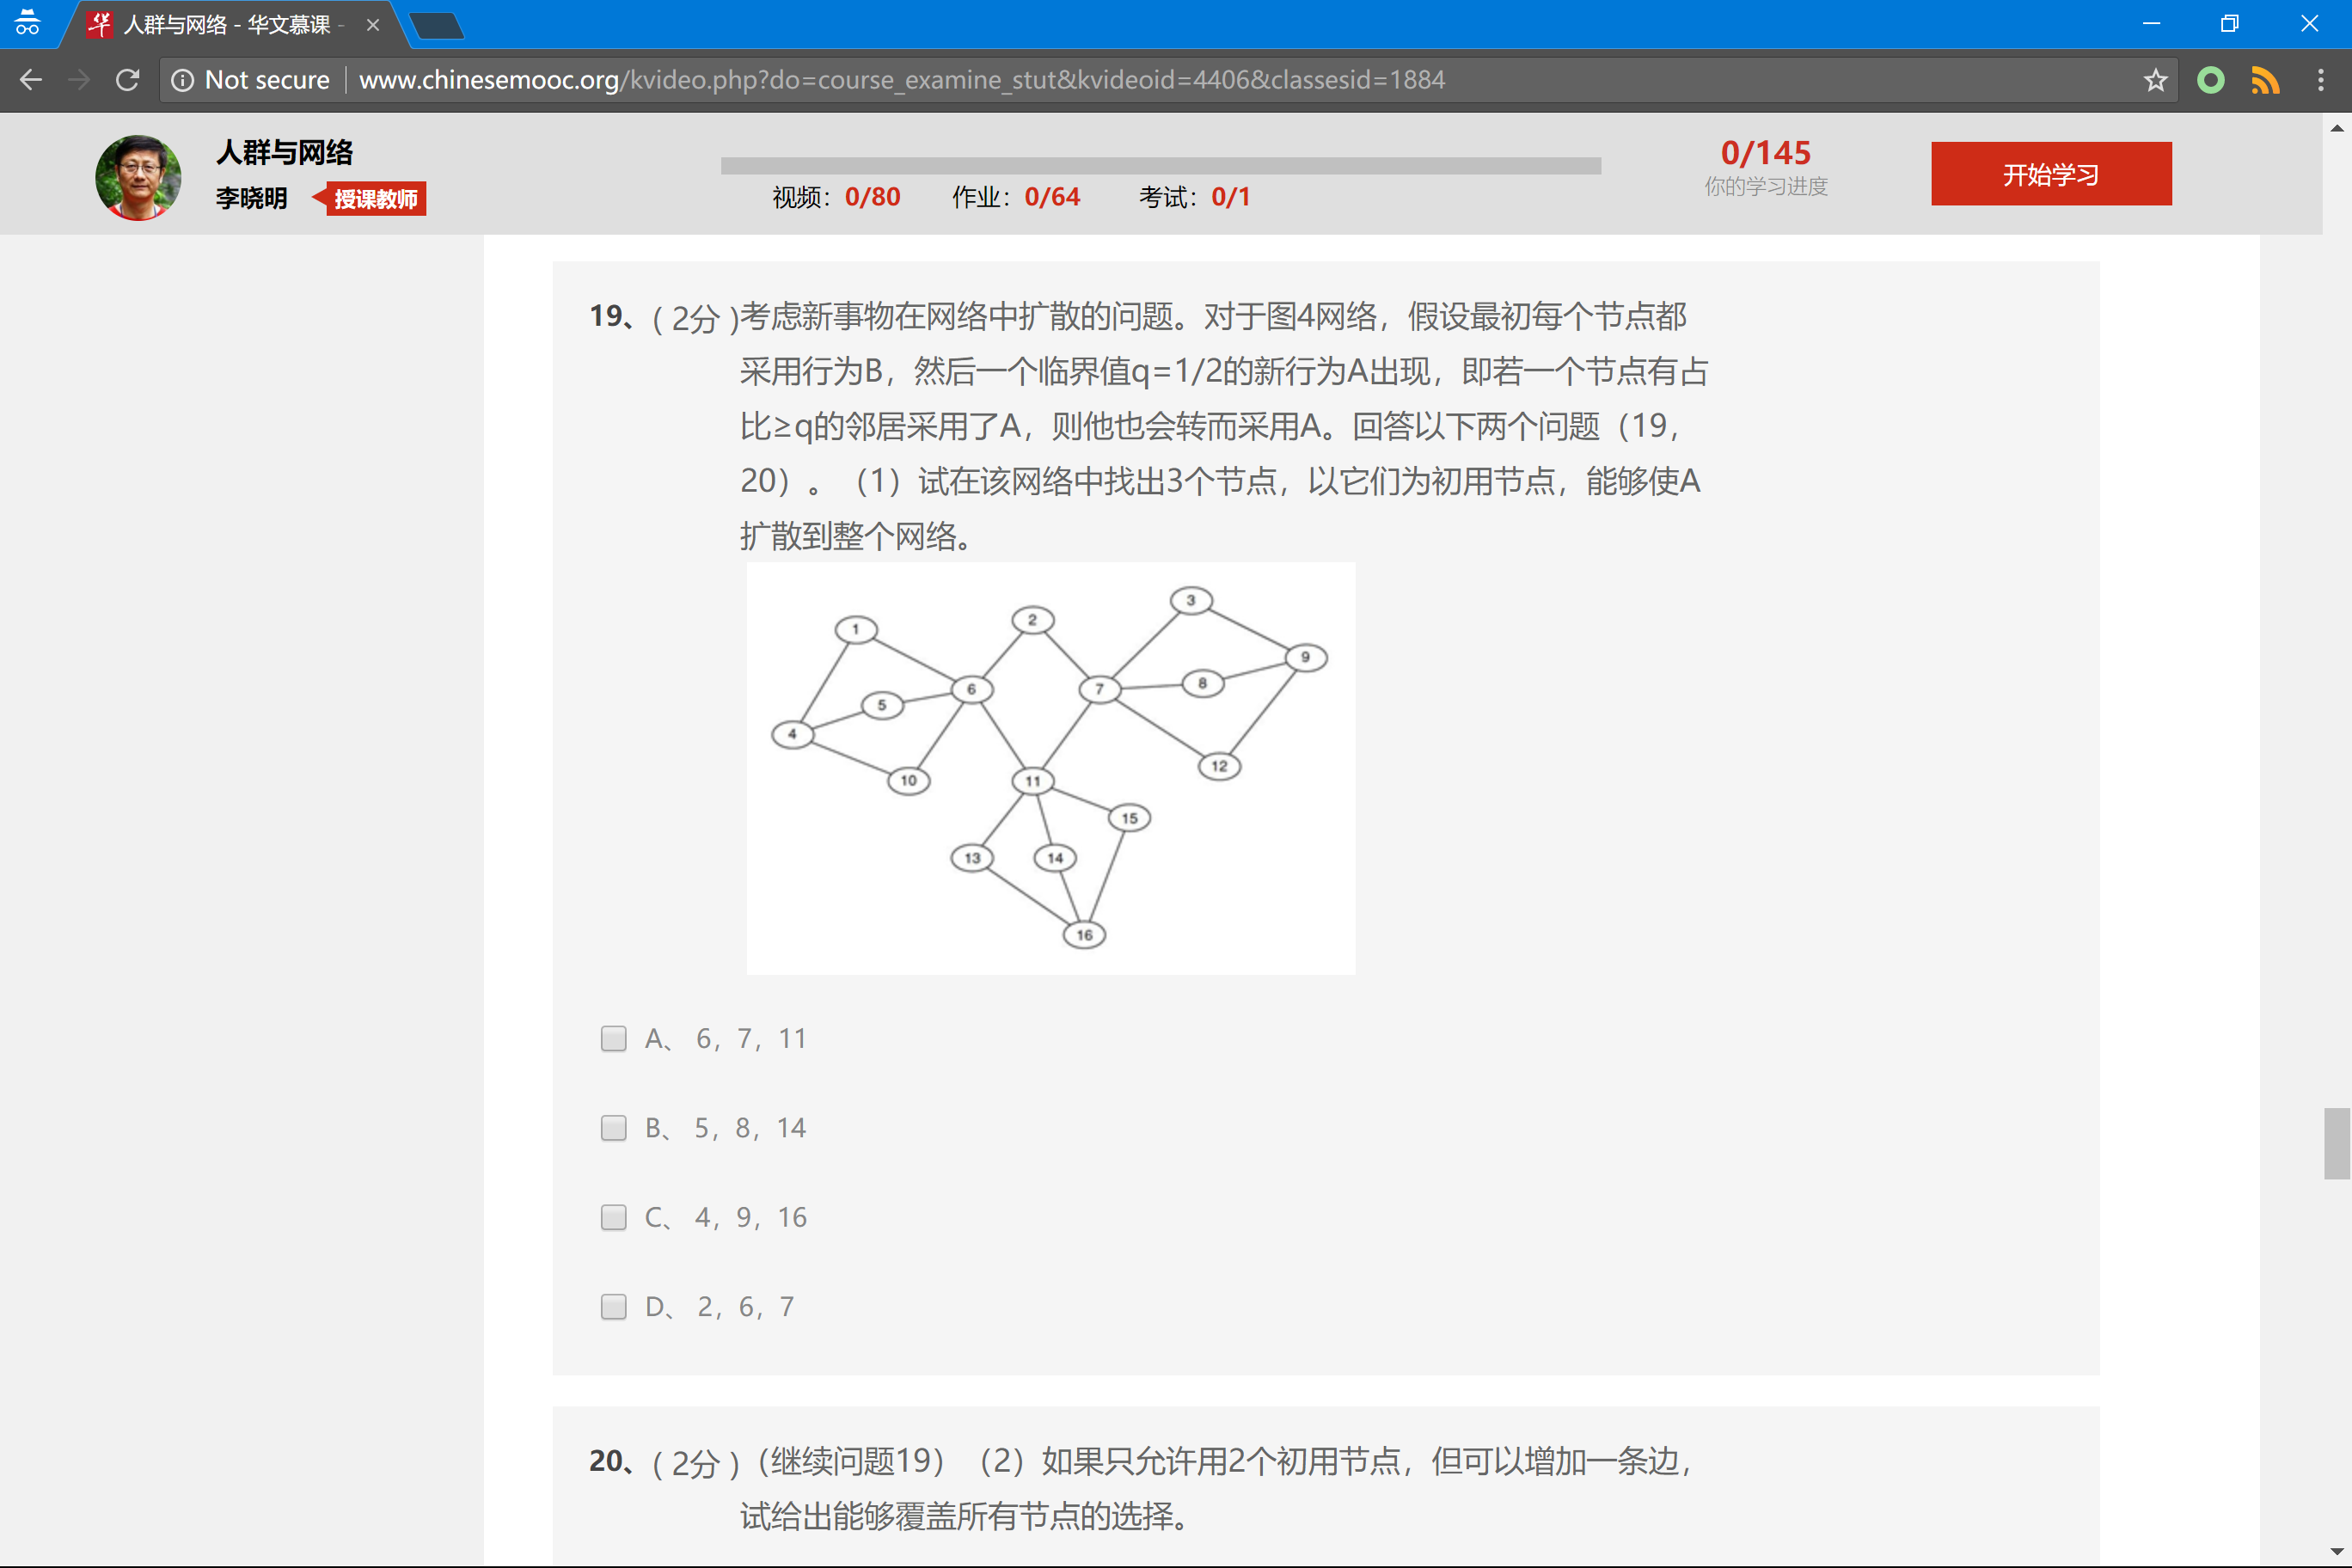 人群与网络 - 华文慕课 -
Not secure www.chinesemooc.org/kvideo.php?do=course_examine_stut&kvideoid=4406&classesid=1884
人群与网络
李晓明 授课教师
视频：0/80 作业：0/64 考试：0/1
0/145
你的学习进度
开始学习
19、( 2分 )考虑新事物在网络中扩散的问题。对于图4网络，假设最初每个节点都
采用行为B，然后一个临界值q=1/2的新行为A出现，即若一个节点有占
比≥q的邻居采用了A，则他也会转而采用A。回答以下两个问题（19，
20）。（1）试在该网络中找出3个节点，以它们为初用节点，能够使A
扩散到整个网络。
3
2
1
9
8
6
7
5
4
12
10
11
15
13
14
16
A、 6，7，11
B、 5，8，14
C、 4，9，16
D、 2，6，7
20、( 2分 )（继续问题19）（2）如果只允许用2个初用节点，但可以增加一条边，
试给出能够覆盖所有节点的选择。